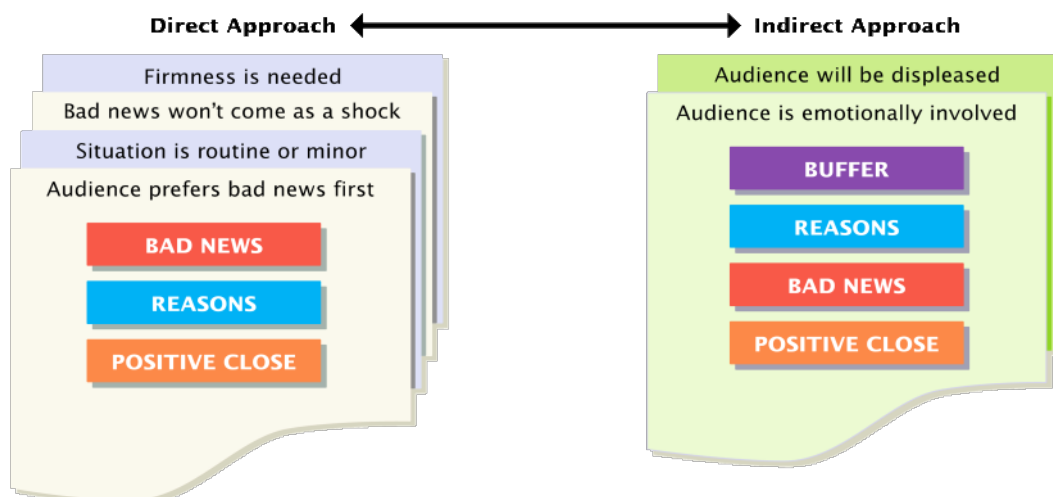 Direct Approach
Indirect Approach
Firmness is needed
Bad news won't come as a shock
Situation is routine or minor
Audience prefers bad news first
BAD NEWS
REASONS
POSITIVE CLOSE
Audience will be displeased
Audience is emotionally involved
BUFFER
REASONS
BAD NEWS
POSITIVE CLOSE